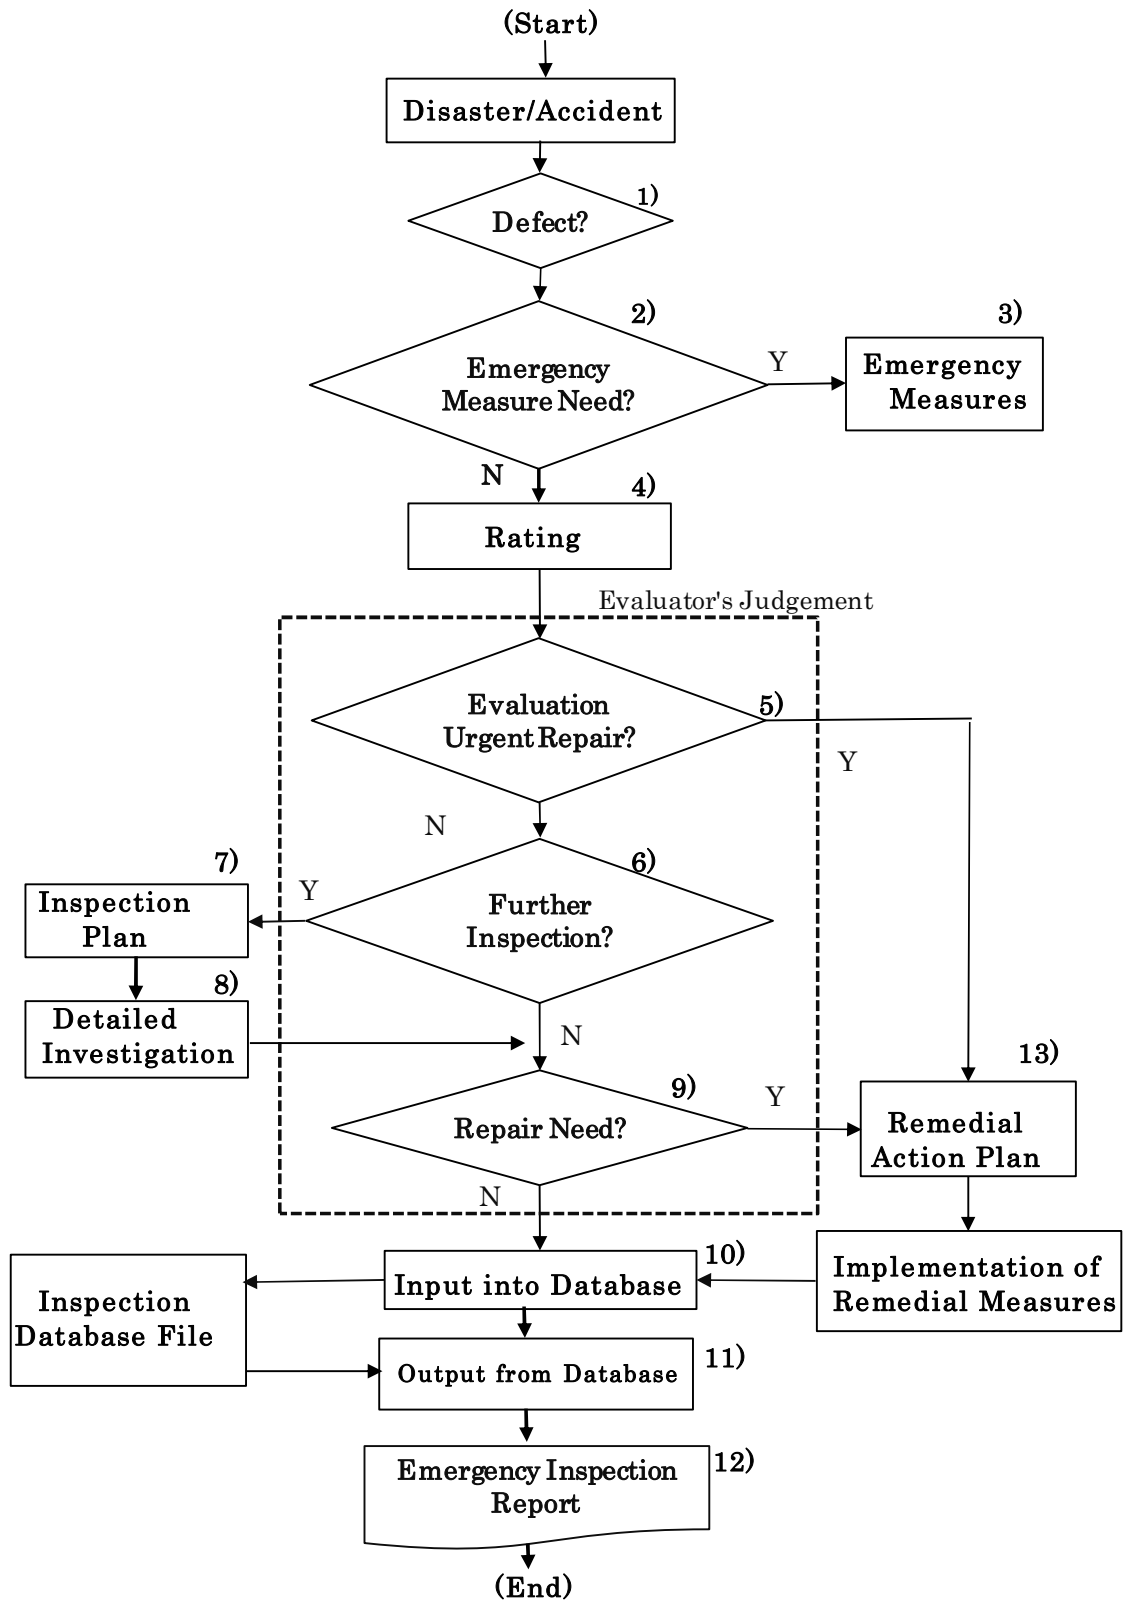 (Start)
Disaster/Accident
1)
Defect?
2)
Emergency
Measure Need?
Y
3)
Emergency
Measures
N
4)
Rating
Evaluator's Judgement
5)
Evaluation
Urgent Repair?
Y
N
6)
Further
Inspection?
Y
7)
Inspection
Plan
8)
Detailed
Investigation
N
9)
Repair Need?
Y
13)
Remedial
Action Plan
N
10)
Input into Database
Implementation of
Remedial Measures
Inspection
Database File
11)
Output from Database
12)
Emergency Inspection
Report
(End)